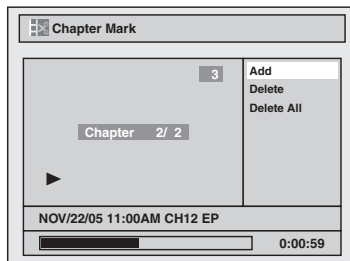 Chapter Mark
3
Add
Delete
Delete All
Chapter 2/ 2
NOV/22/05 11:00AM CH12 EP
0:00:59